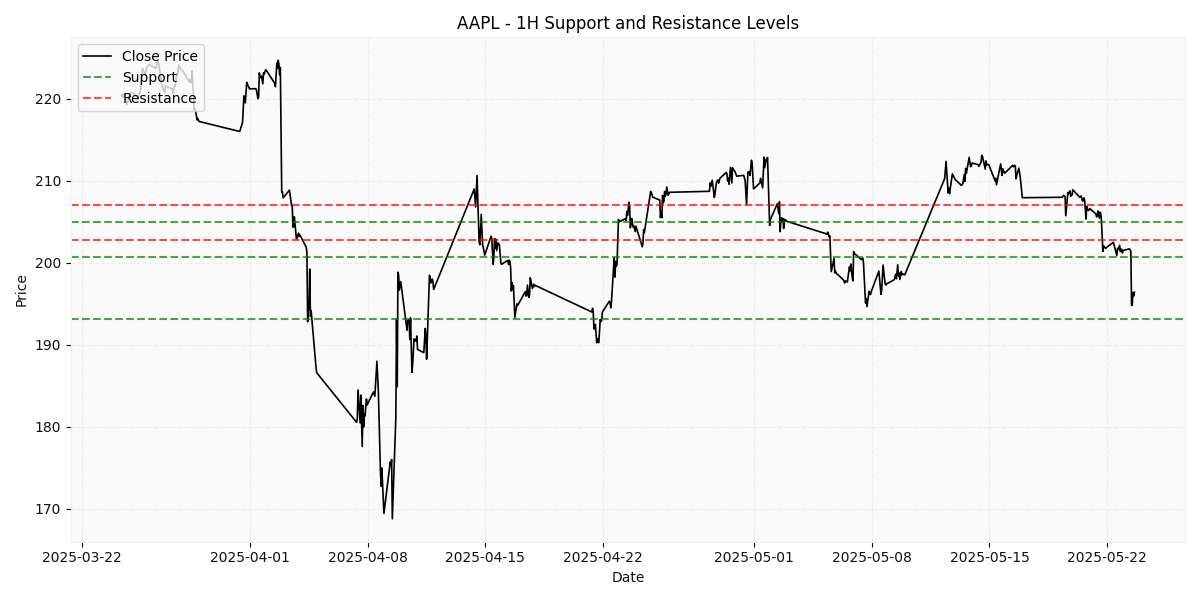 AAPL - 1H Support and Resistance Levels
Close Price
Support
Resistance
Price
220
210
200
190
180
170
2025-03-22 2025-04-01 2025-04-08 2025-04-15 2025-04-22 2025-05-01 2025-05-08 2025-05-15 2025-05-22
Date